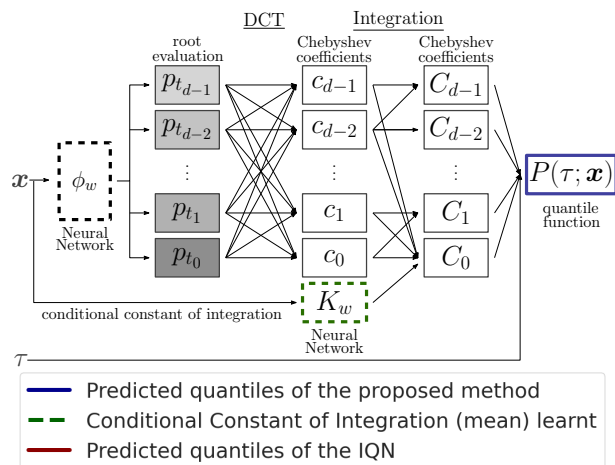 DCT Integration
root evaluation
Chebyshev coefficients
Chebyshev coefficients
p_{t_{d−1}} c_{d−1} C_{d−1}
p_{t_{d−2}} c_{d−2} C_{d−2}
x ϕ_w ⋮ ⋮ ⋮ P(τ; x)
Neural Network
quantile function
p_{t_1} c_1 C_1
p_{t_0} c_0 C_0
K_w
conditional constant of integration
Neural Network
τ
Predicted quantiles of the proposed method
Conditional Constant of Integration (mean) learnt
Predicted quantiles of the IQN